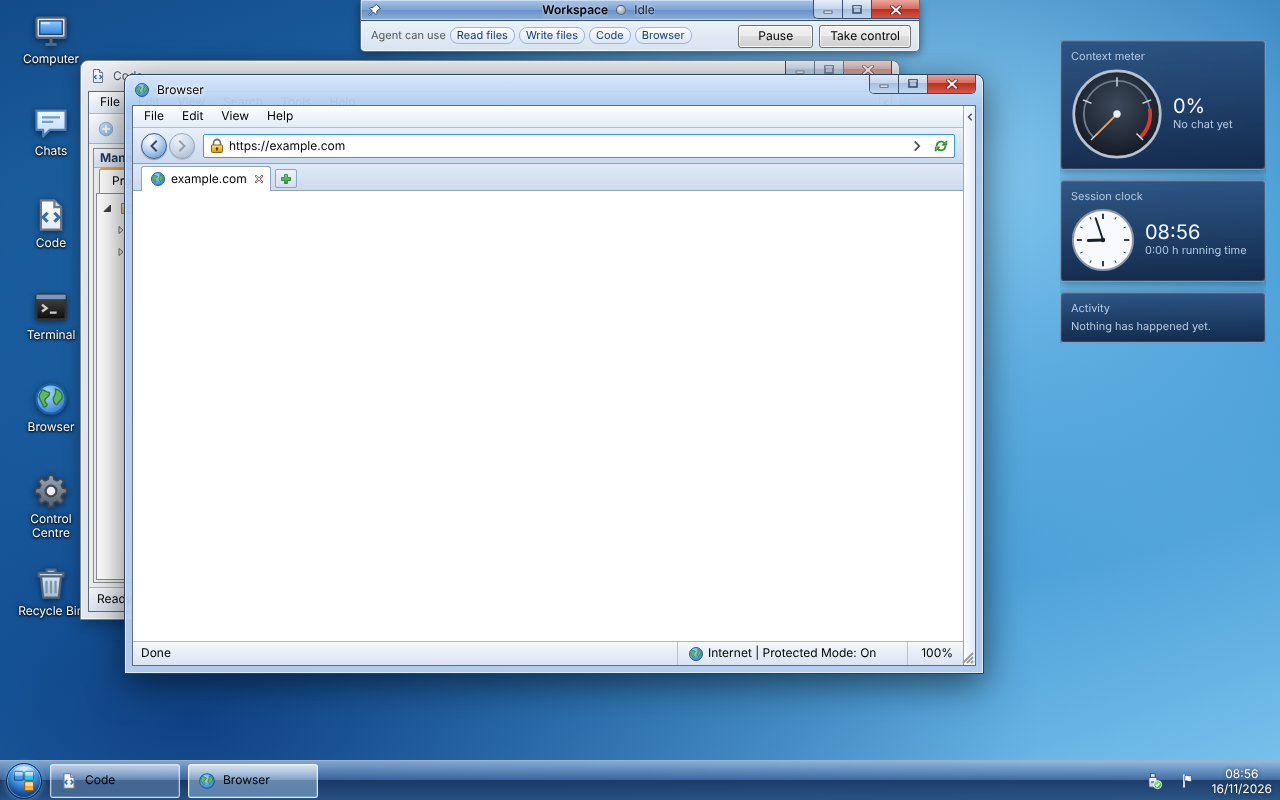 Computer
Chats
Code
Terminal
Browser
Control
Centre
Recycle Bin
Workspace
Idle
Agent can use
Read files
Write files
Code
Browser
Pause
Take control
Code
File
Browser
File
Edit
View
Help
https://example.com
example.com
Done
Internet | Protected Mode: On
100%
Context meter
0%
No chat yet
Session clock
08:56
0:00 h running time
Activity
Nothing has happened yet.
Code
Browser
08:56
16/11/2026